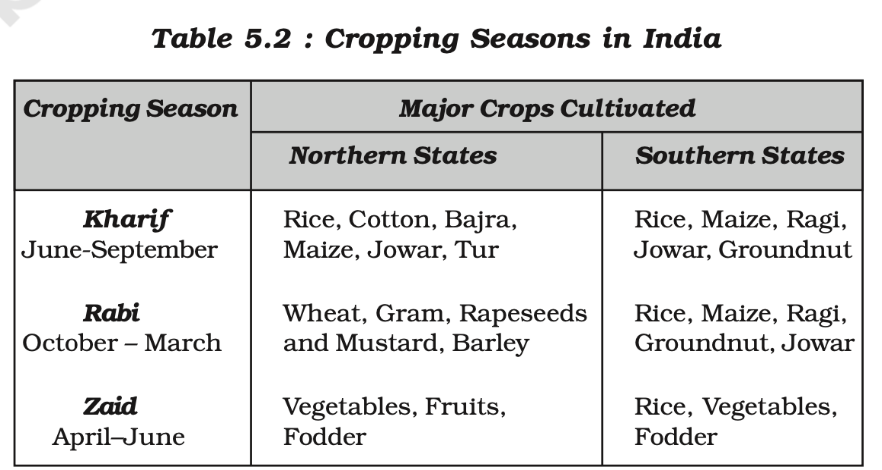 Table 5.2 : Cropping Seasons in India
Cropping Season
Major Crops Cultivated
Northern States
Southern States
Kharif
June-September
Rice, Cotton, Bajra,
Maize, Jowar, Tur
Rice, Maize, Ragi,
Jowar, Groundnut
Rabi
October – March
Wheat, Gram, Rapeseeds
and Mustard, Barley
Rice, Maize, Ragi,
Groundnut, Jowar
Zaid
April–June
Vegetables, Fruits,
Fodder
Rice, Vegetables,
Fodder